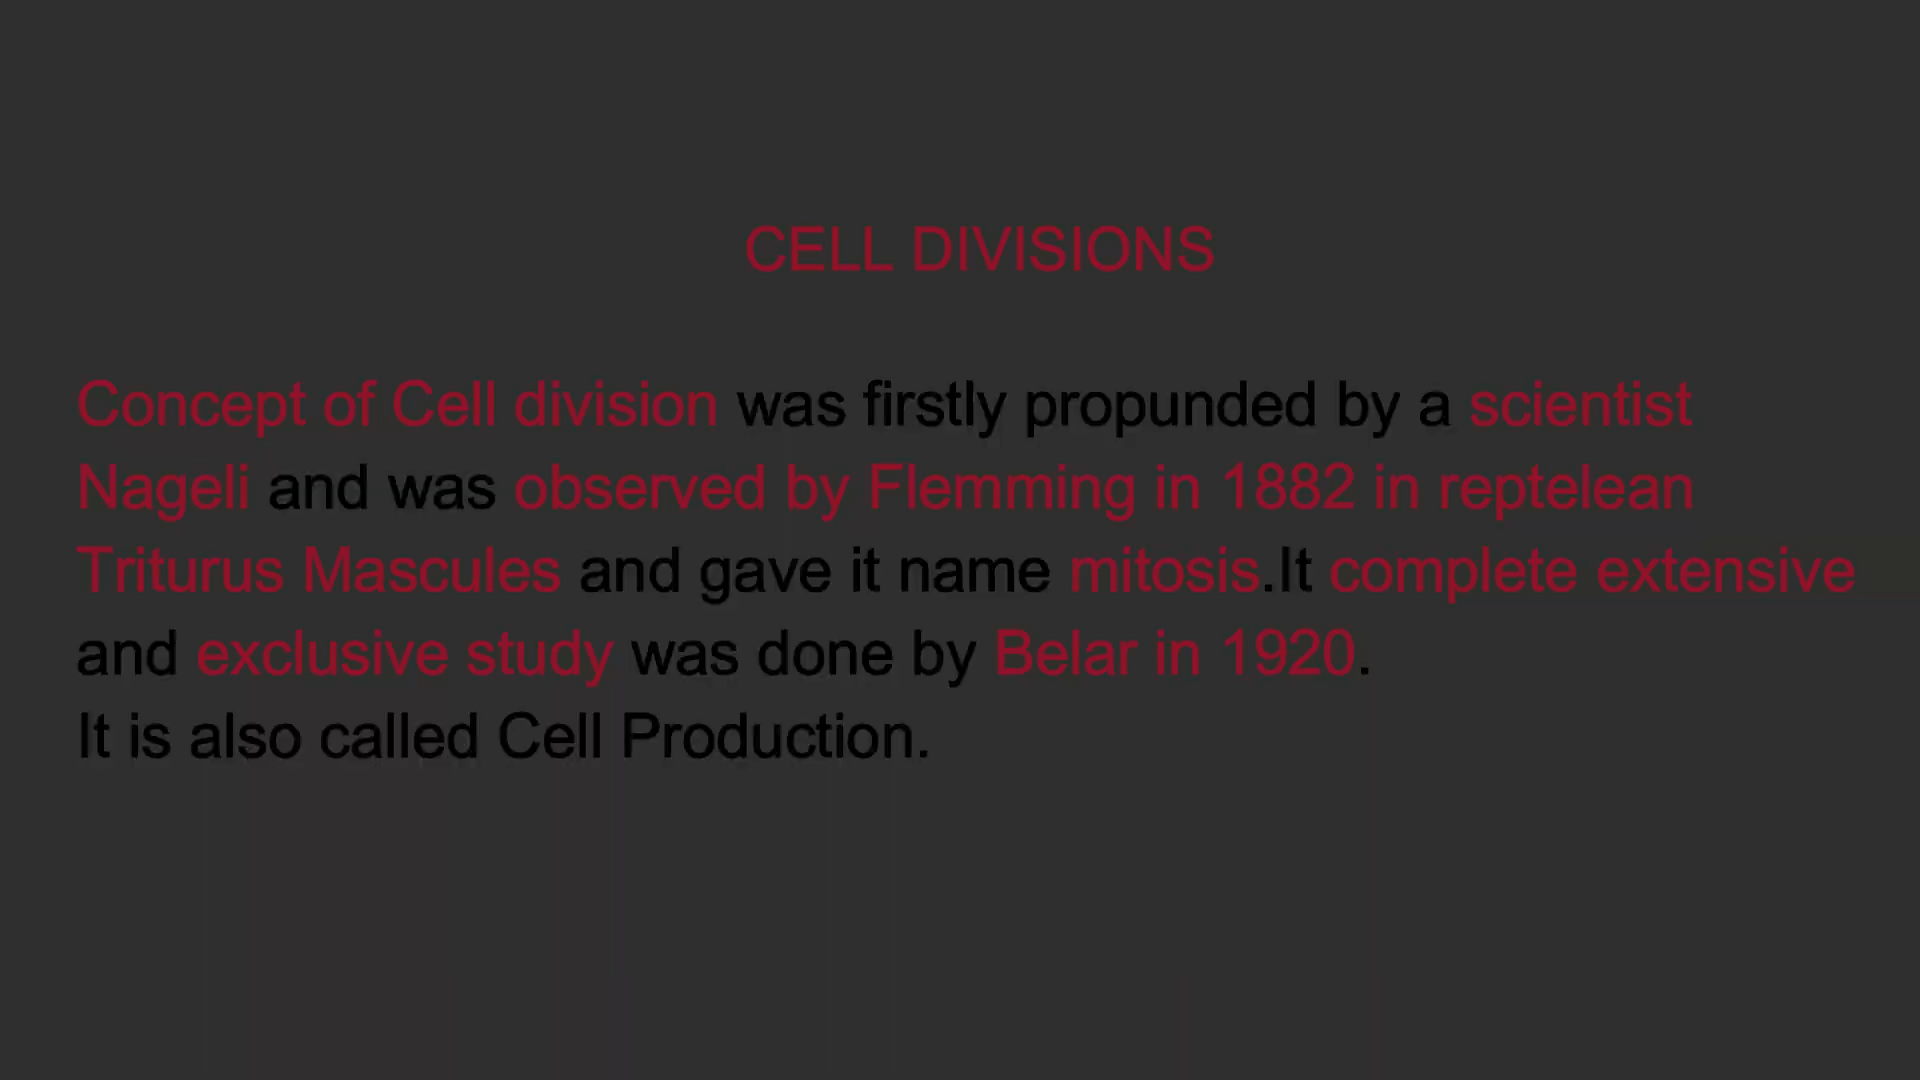 CELL DIVISIONS
Concept of Cell division was firstly propunded by a scientist
Nageli and was observed by Flemming in 1882 in reptelean
Triturus Mascules and gave it name mitosis.It complete extensive
and exclusive study was done by Belar in 1920.
It is also called Cell Production.